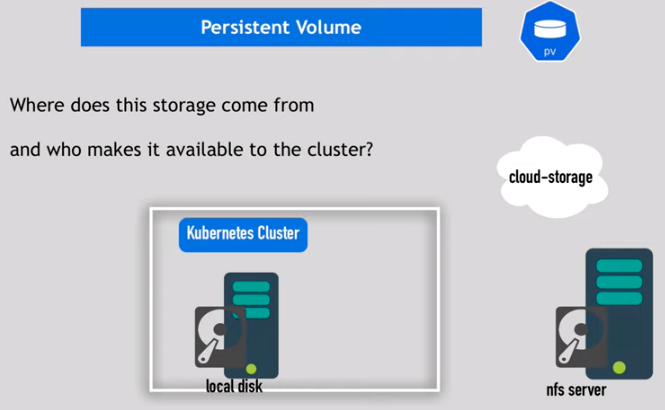 Persistent Volume
pv
Where does this storage come from
and who makes it available to the cluster?
cloud-storage
Kubernetes Cluster
local disk
nfs server